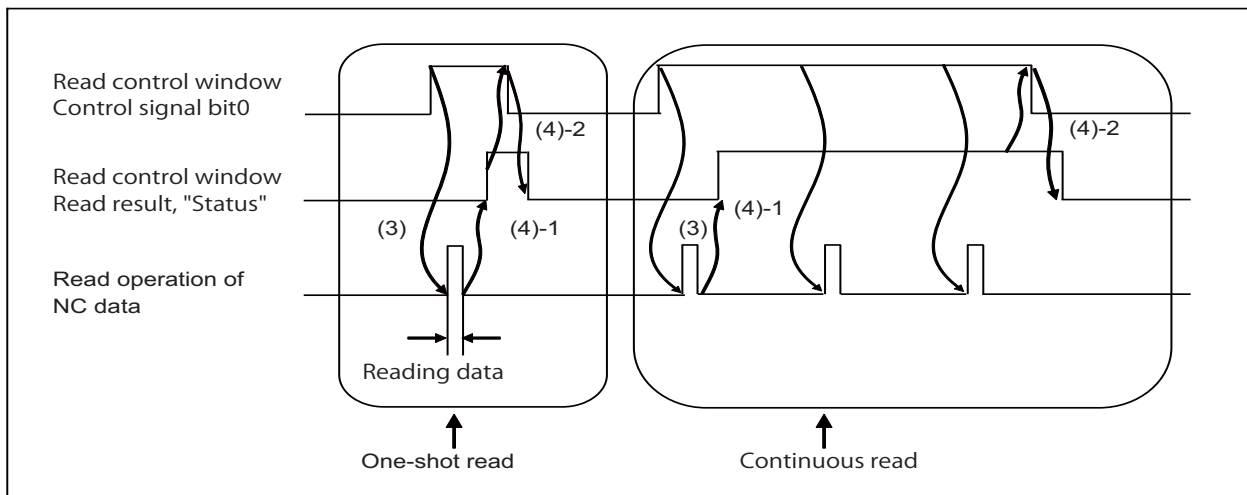 Read control window
Control signal bit0
(4)-2
(4)-2
Read control window
Read result, "Status"
(3)
(4)-1
(3)
(4)-1
Read operation of
NC data
Reading data
One-shot read
Continuous read